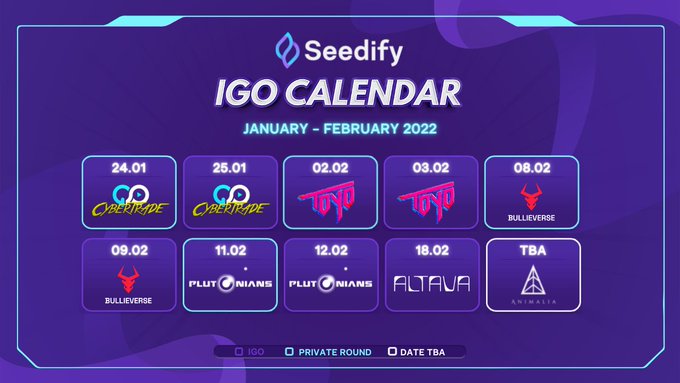 Seedify
IGO CALENDAR
JANUARY - FEBRUARY 2022
24.01
GO
CYBERTRADE
25.01
GO
CYBERTRADE
02.02
TOYO
03.02
TOYO
08.02
BULLIEVERSE
09.02
BULLIEVERSE
11.02
PLUTONIANS
12.02
PLUTONIANS
18.02
ALTAVA
TBA
ANIMALIA
IGO PRIVATE ROUND DATE TBA